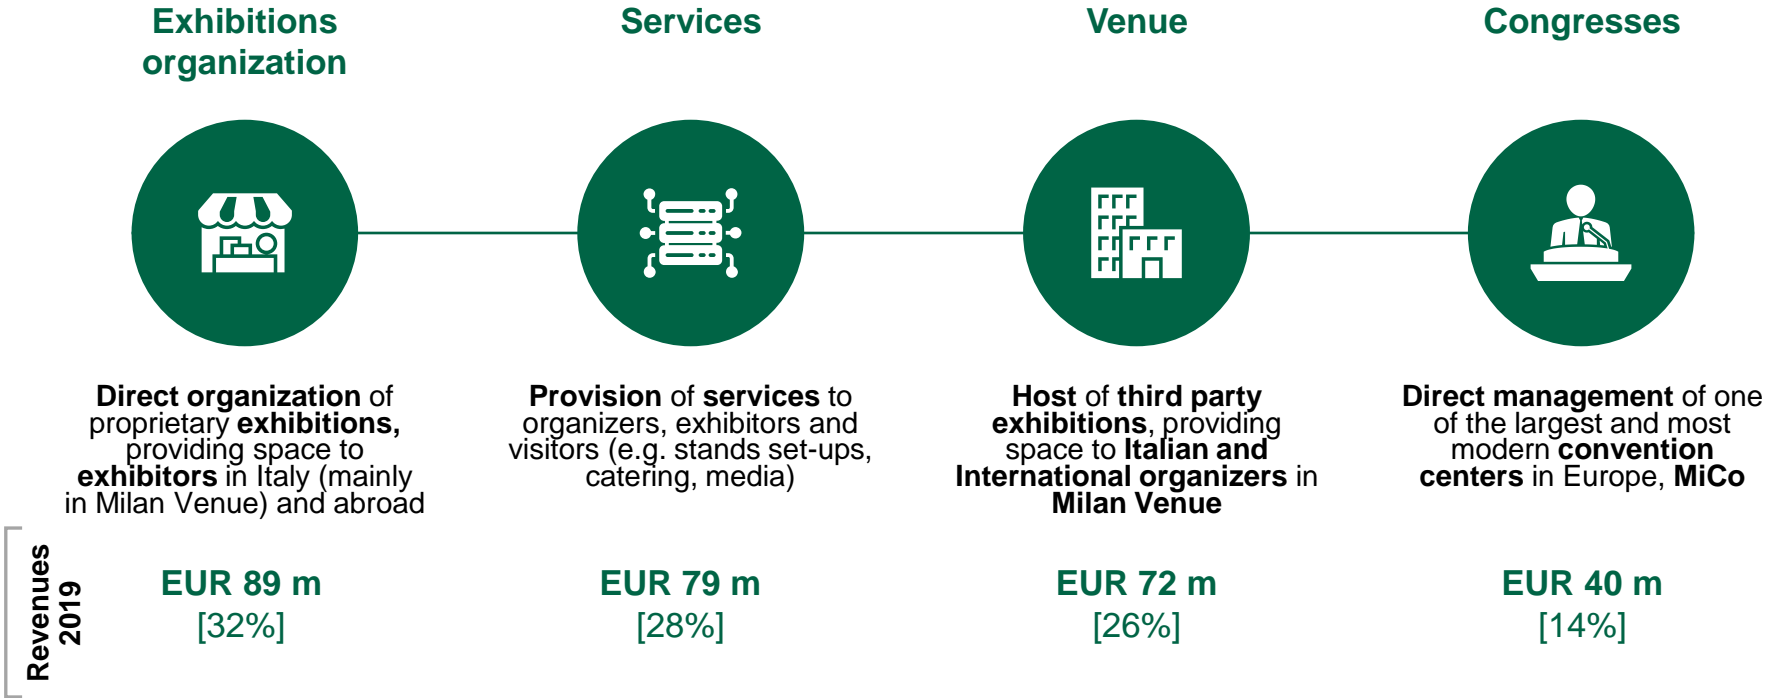 Exhibitions
organization
Services
Venue
Congresses
Direct organization of
proprietary exhibitions,
providing space to
exhibitors in Italy (mainly
in Milan Venue) and abroad
Provision of services to
organizers, exhibitors and
visitors (e.g. stands set-ups,
catering, media)
Host of third party
exhibitions, providing
space to Italian and
International organizers in
Milan Venue
Direct management of one
of the largest and most
modern convention
centers in Europe, MiCo
Revenues
2019
EUR 89 m
[32%]
EUR 79 m
[28%]
EUR 72 m
[26%]
EUR 40 m
[14%]